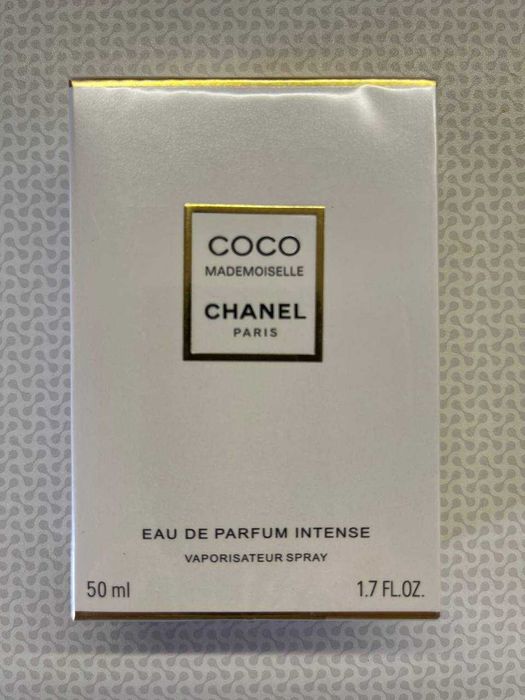 COCO
MADEMOISELLE
CHANEL
PARIS
EAU DE PARFUM INTENSE
VAPORISATEUR SPRAY
50 ml 1.7 FL.OZ.